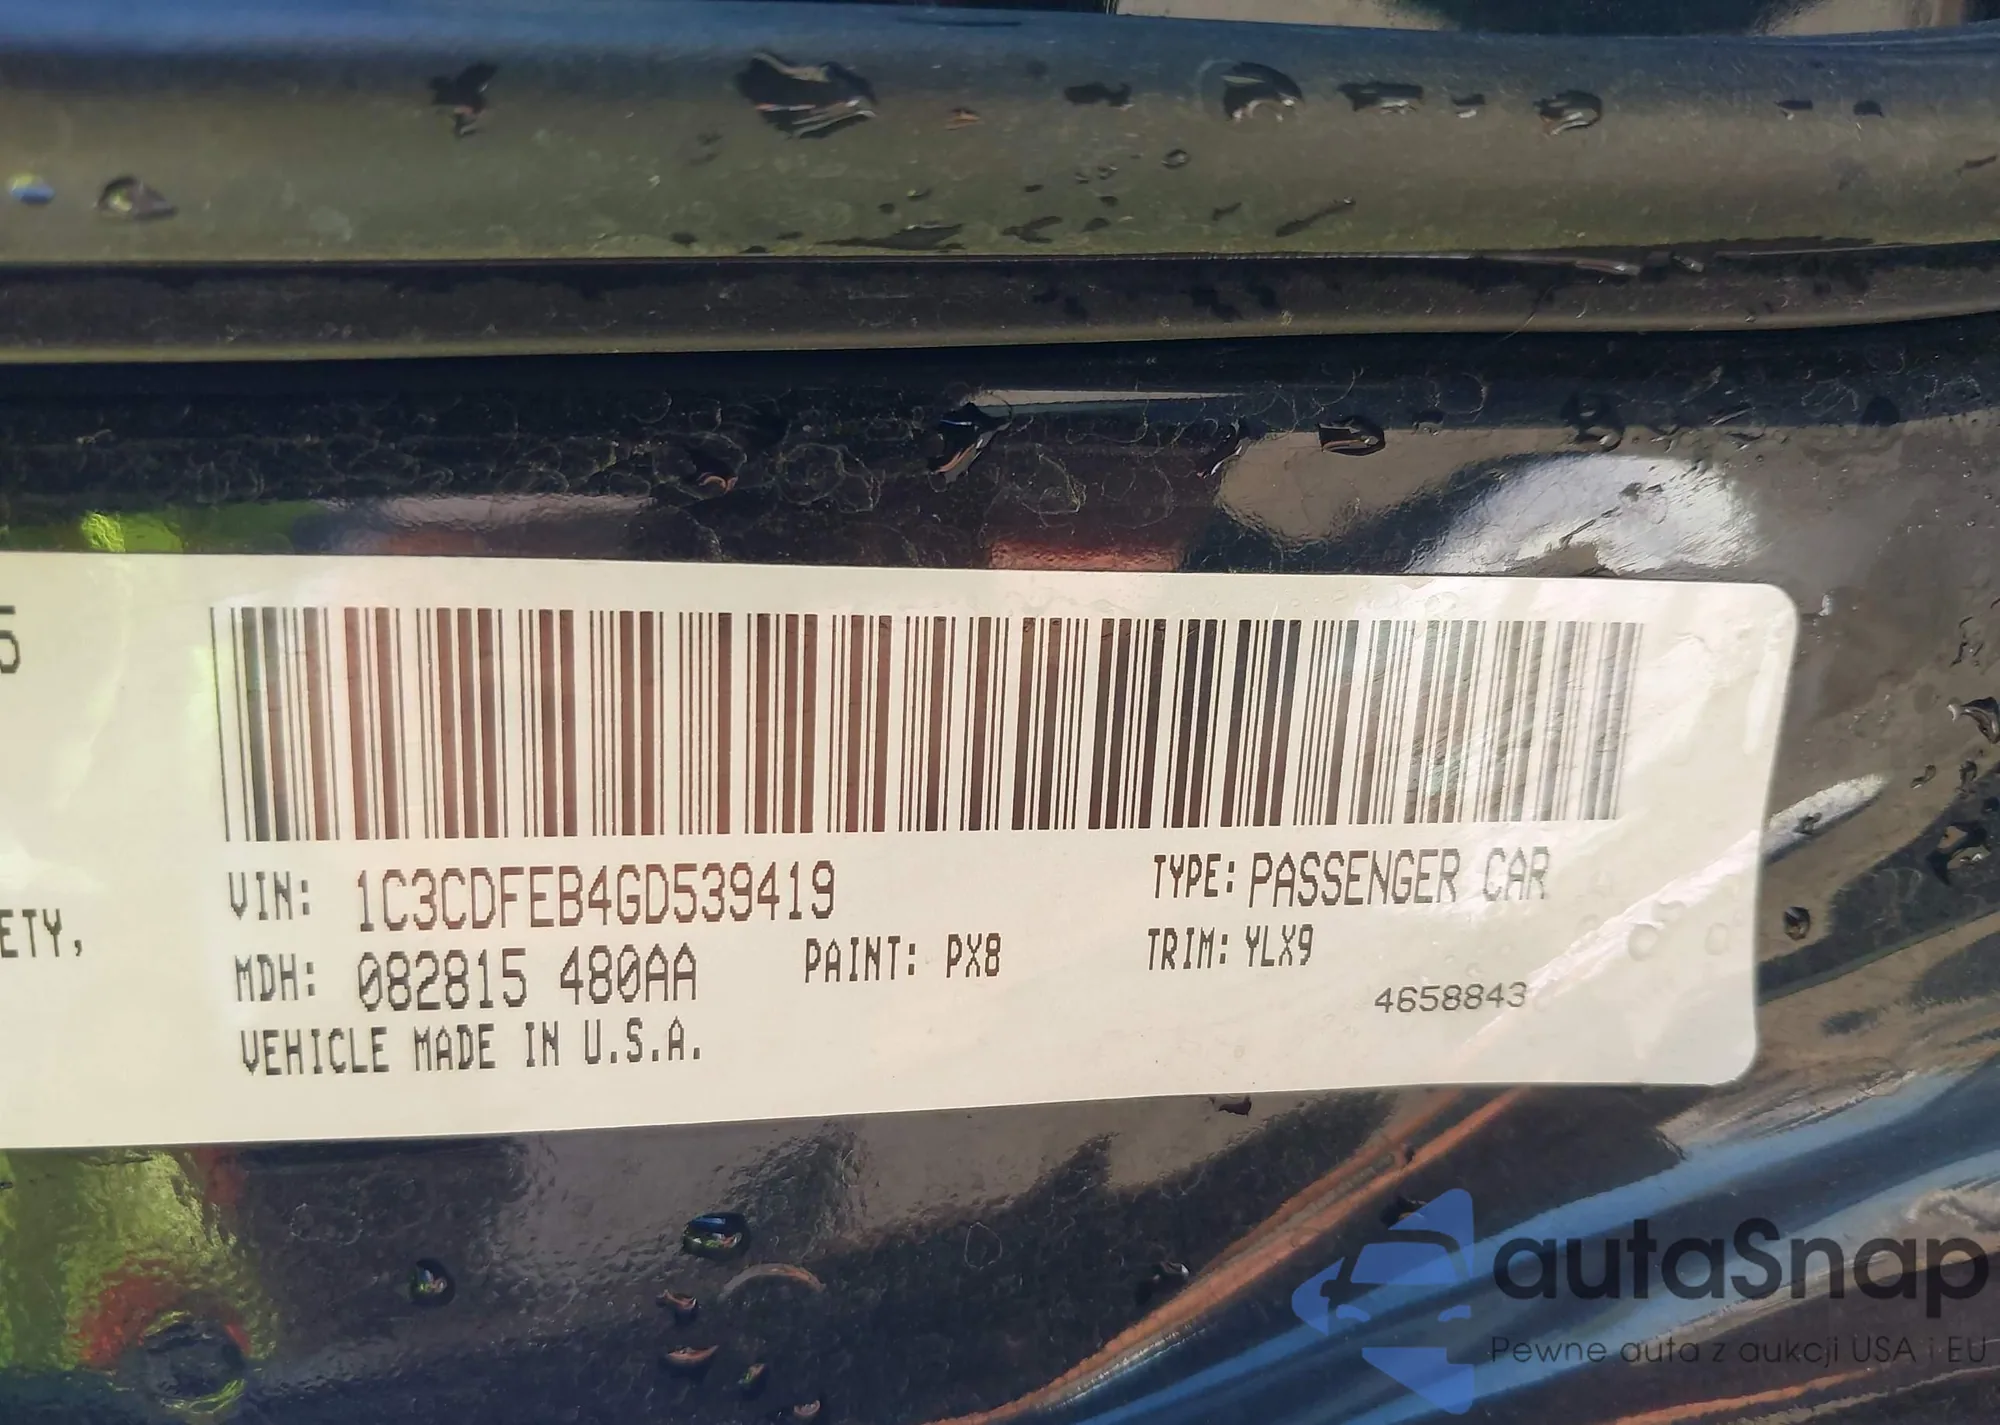 5
ETY,
VIN: 1C3CDFEB4GD539419
TYPE: PASSENGER CAR
MDH: 082815 480AA
PAINT: PX8
TRIM: YLX9
4658843
VEHICLE MADE IN U.S.A.
autaSnap
Pewne auta z aukcji USA i EU